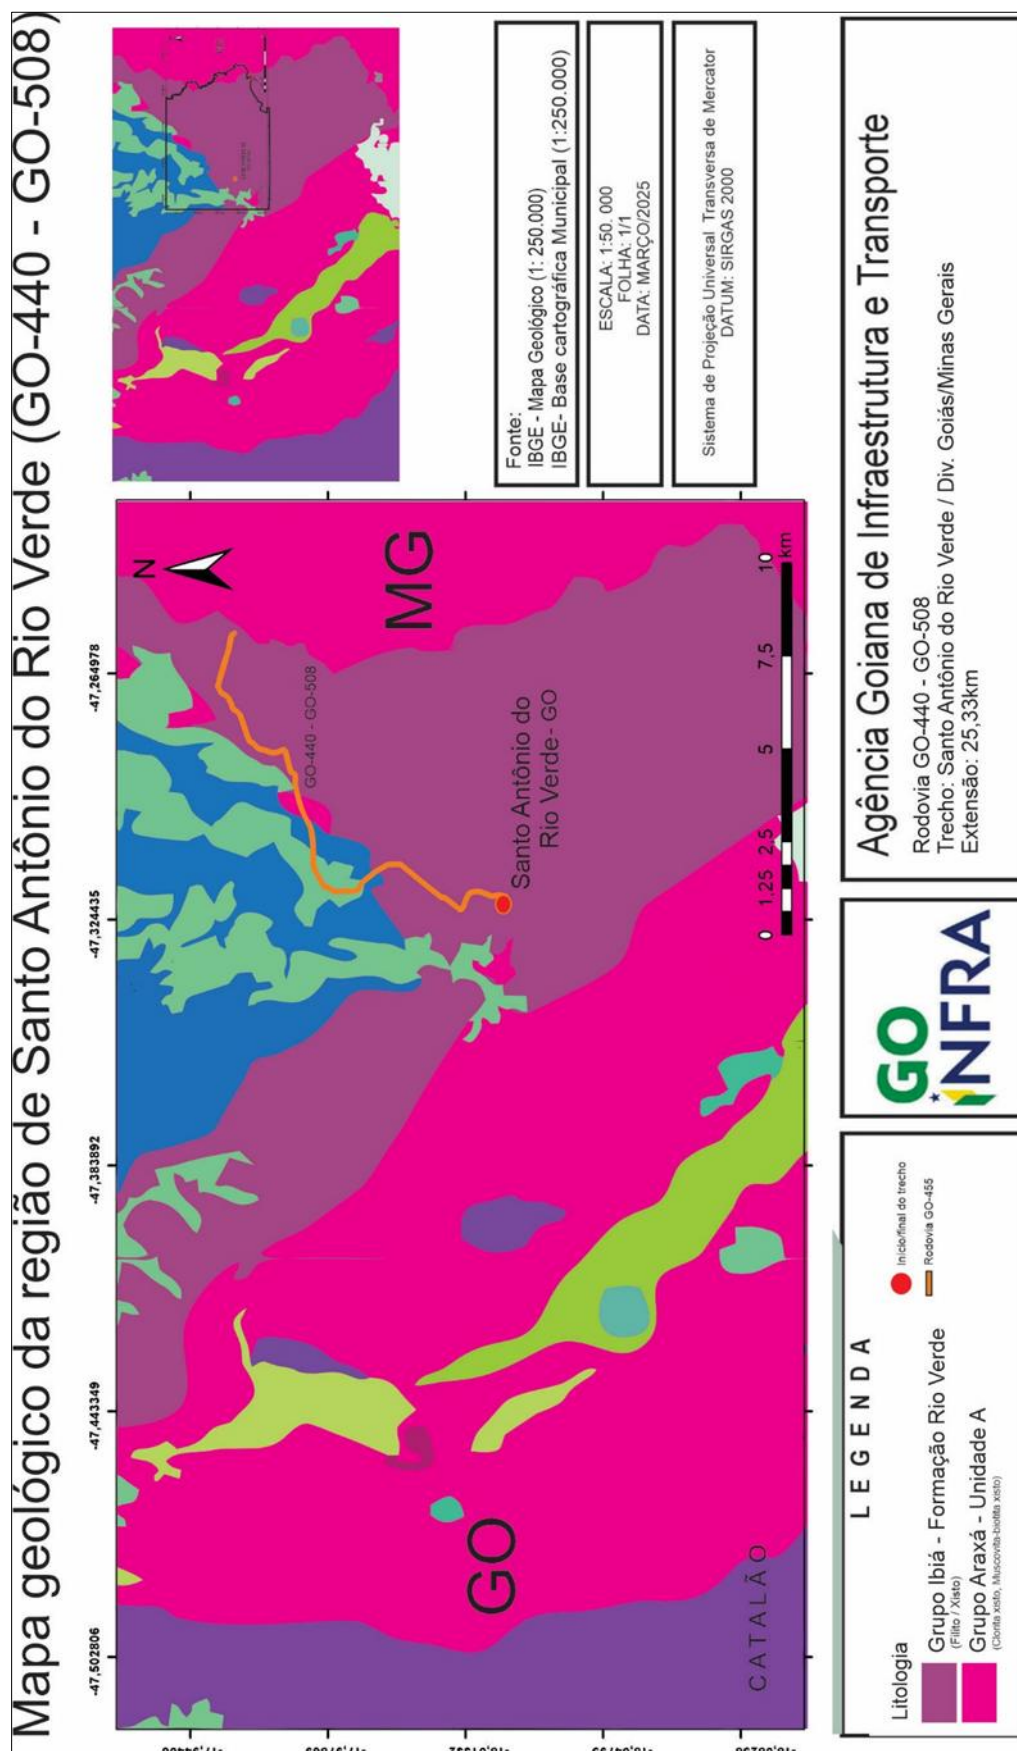 Mapa geológico da região de Santo Antônio do Rio Verde (GO-440 - GO-508)
-47,502806
-47,443349
-47,383892
-47,324435
-47,264978
N
MG
GO
GO-440 - GO-508
Santo Antônio do
Rio Verde- GO
CATALÃO
0 1,25 2,5 5 7,5 10
km
Fonte:
IBGE - Mapa Geológico (1: 250.000)
IBGE- Base cartográfica Municipal (1:250.000)
ESCALA: 1:50. 000
FOLHA: 1/1
DATA: MARÇO/2025
Sistema de Projeção Universal Transversa de Mercator
DATUM: SIRGAS 2000
LEGENDA
Litologia
Grupo Ibiá - Formação Rio Verde
(Filito / Xisto)
Grupo Araxá - Unidade A
(Clorita xisto, Muscovita-biotita xisto)
Início/final do trecho
Rodovia GO-455
GO
INFRA
Agência Goiana de Infraestrutura e Transporte
Rodovia GO-440 - GO-508
Trecho: Santo Antônio do Rio Verde / Div. Goiás/Minas Gerais
Extensão: 25,33km